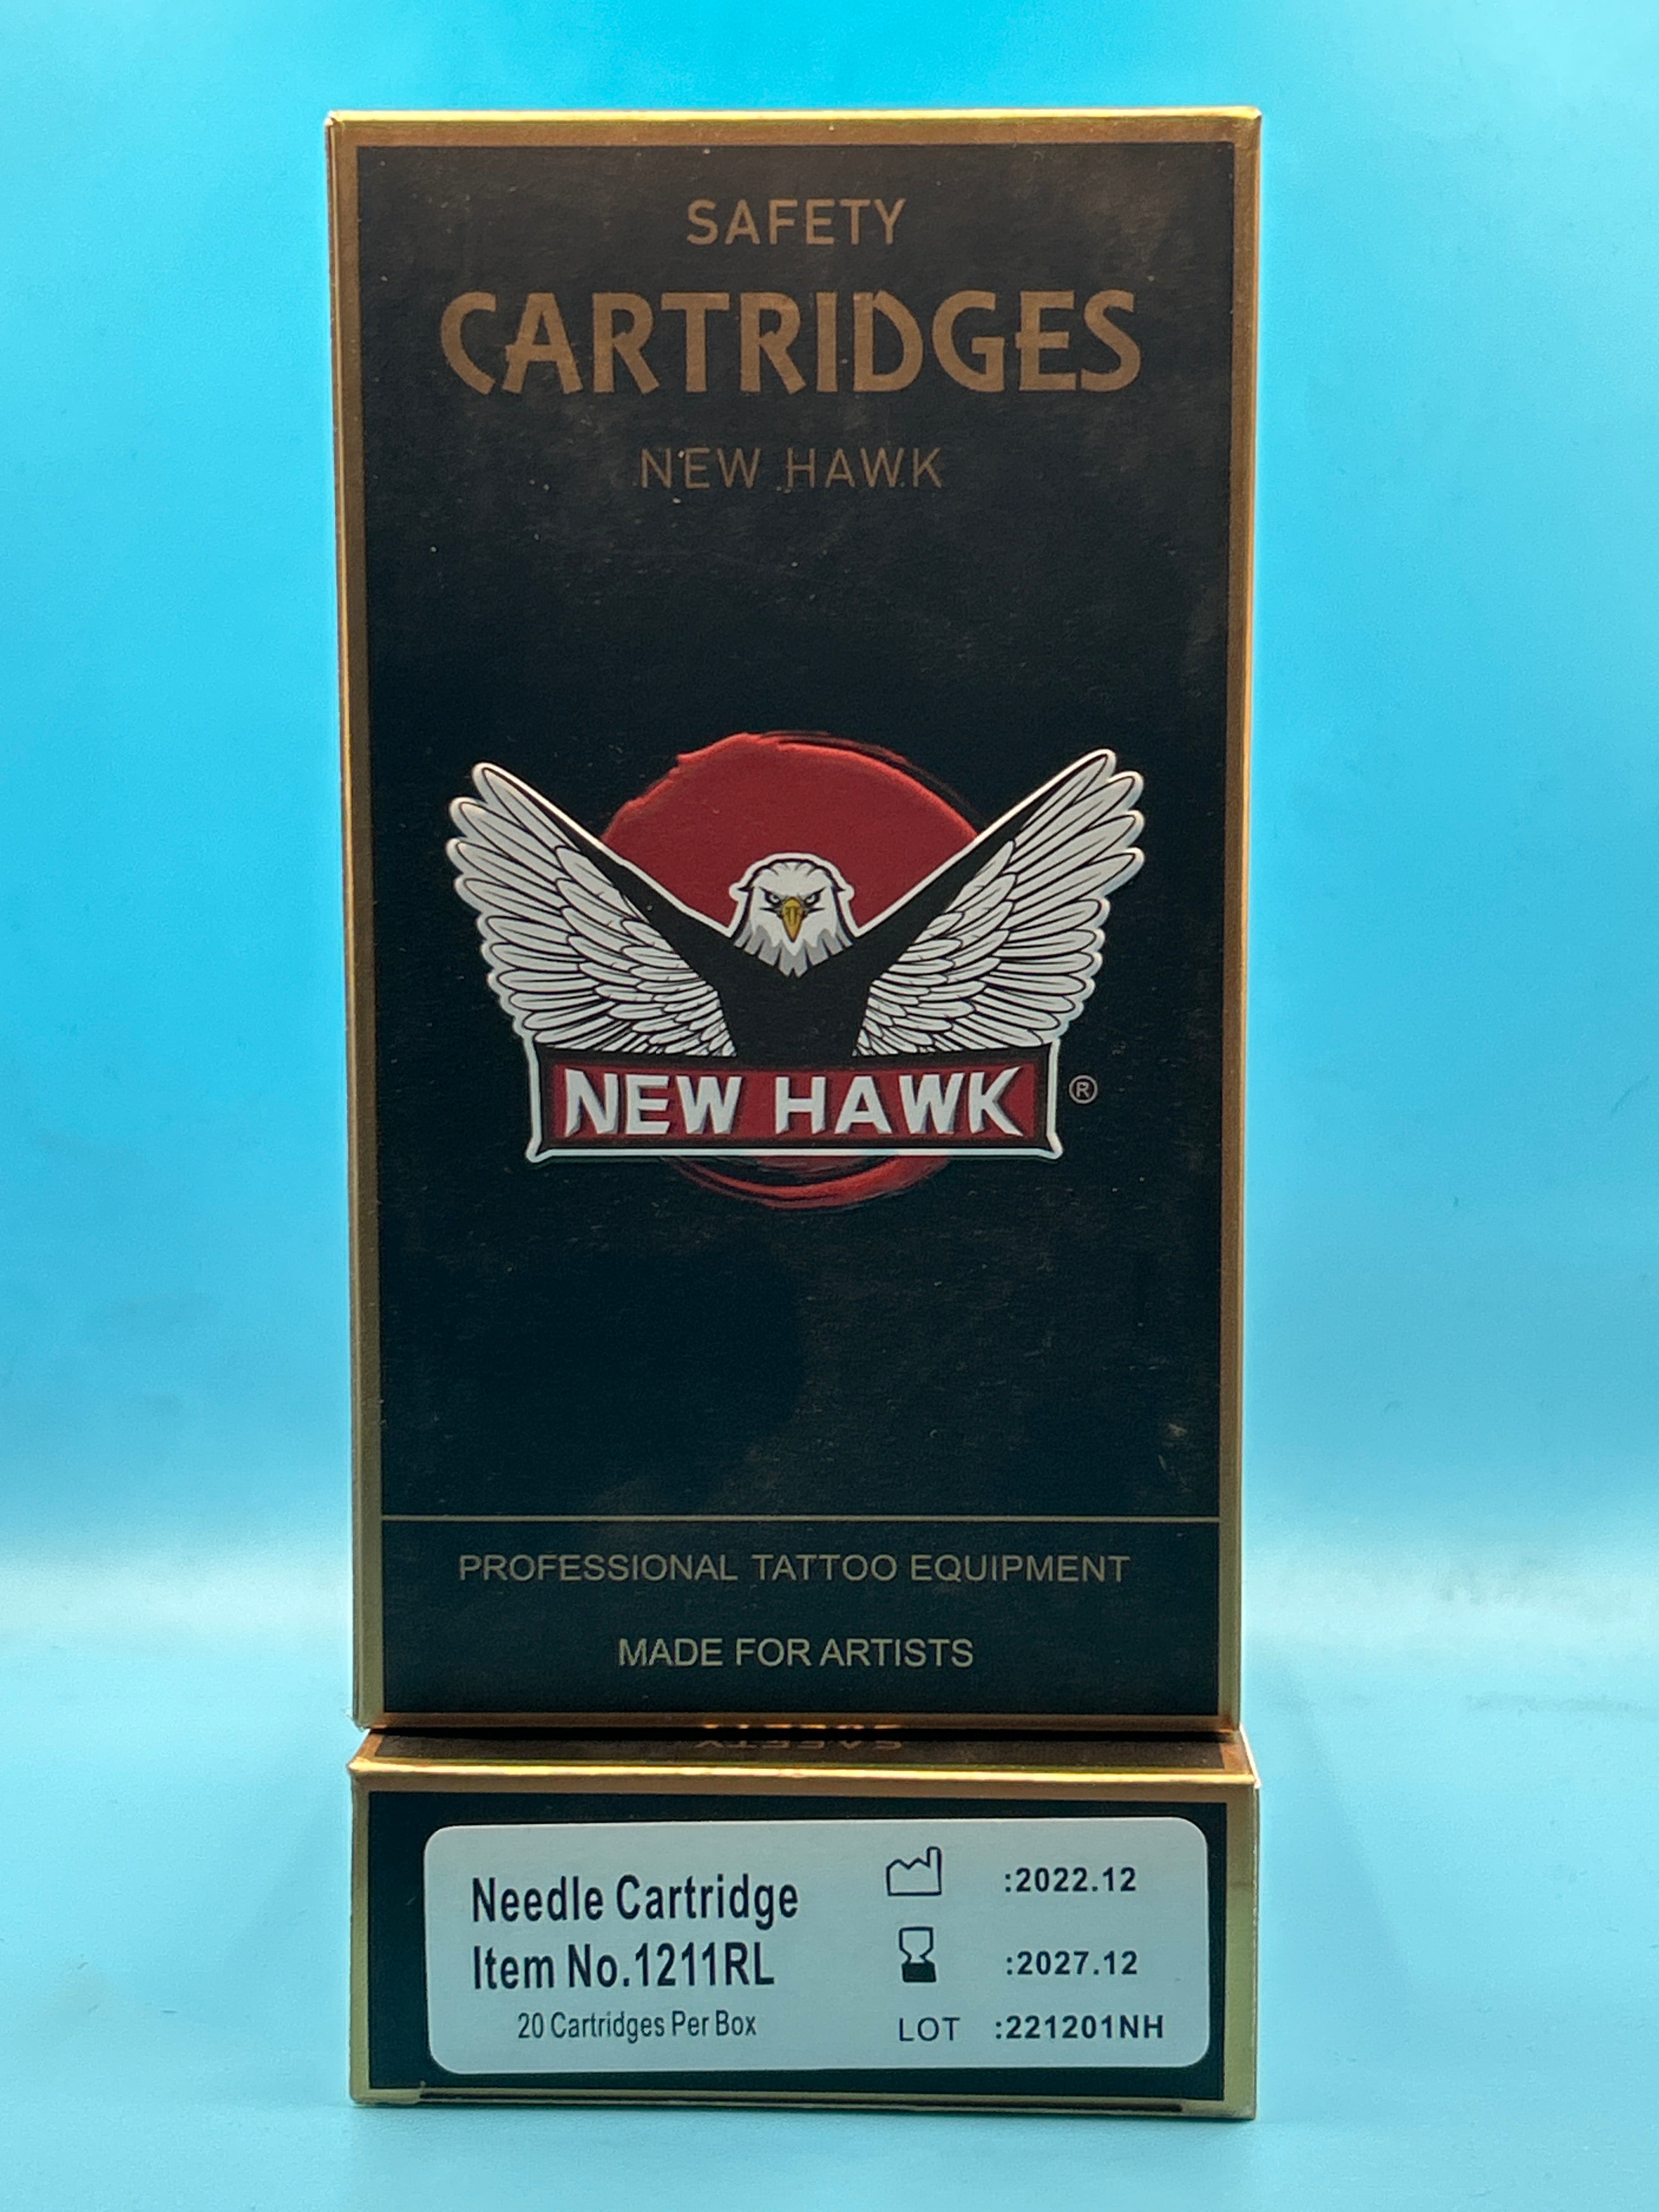 SAFETY
CARTRIDGES
NEW HAWK
NEW HAWK ®
PROFESSIONAL TATTOO EQUIPMENT
MADE FOR ARTISTS
SAFETY
Needle Cartridge
Item No.1211RL
20 Cartridges Per Box
:2022.12
:2027.12
LOT :221201NH